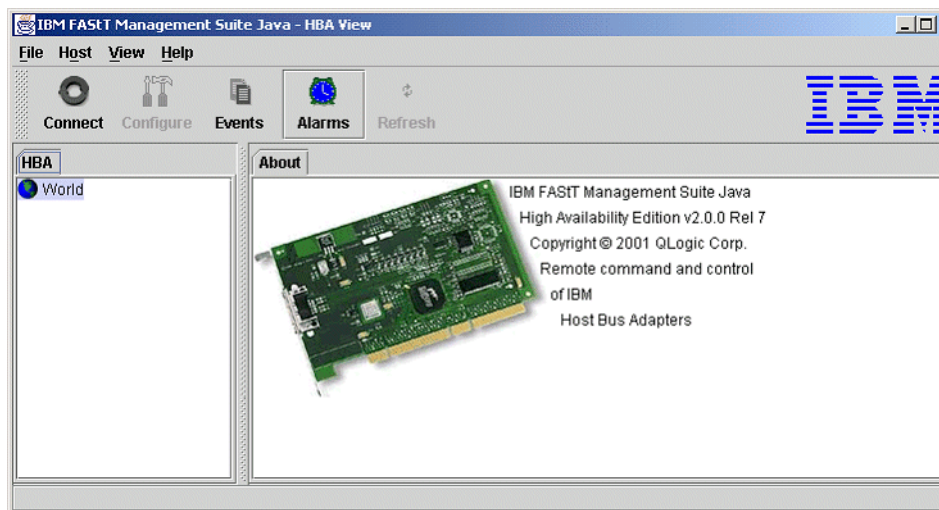 IBM FAStT Management Suite Java - HBA View
File Host View Help
Connect Configure Events Alarms Refresh
IBM
HBA
World
About
IBM FAStT Management Suite Java
High Availability Edition v2.0.0 Rel 7
Copyright © 2001 QLogic Corp.
Remote command and control
of IBM
Host Bus Adapters